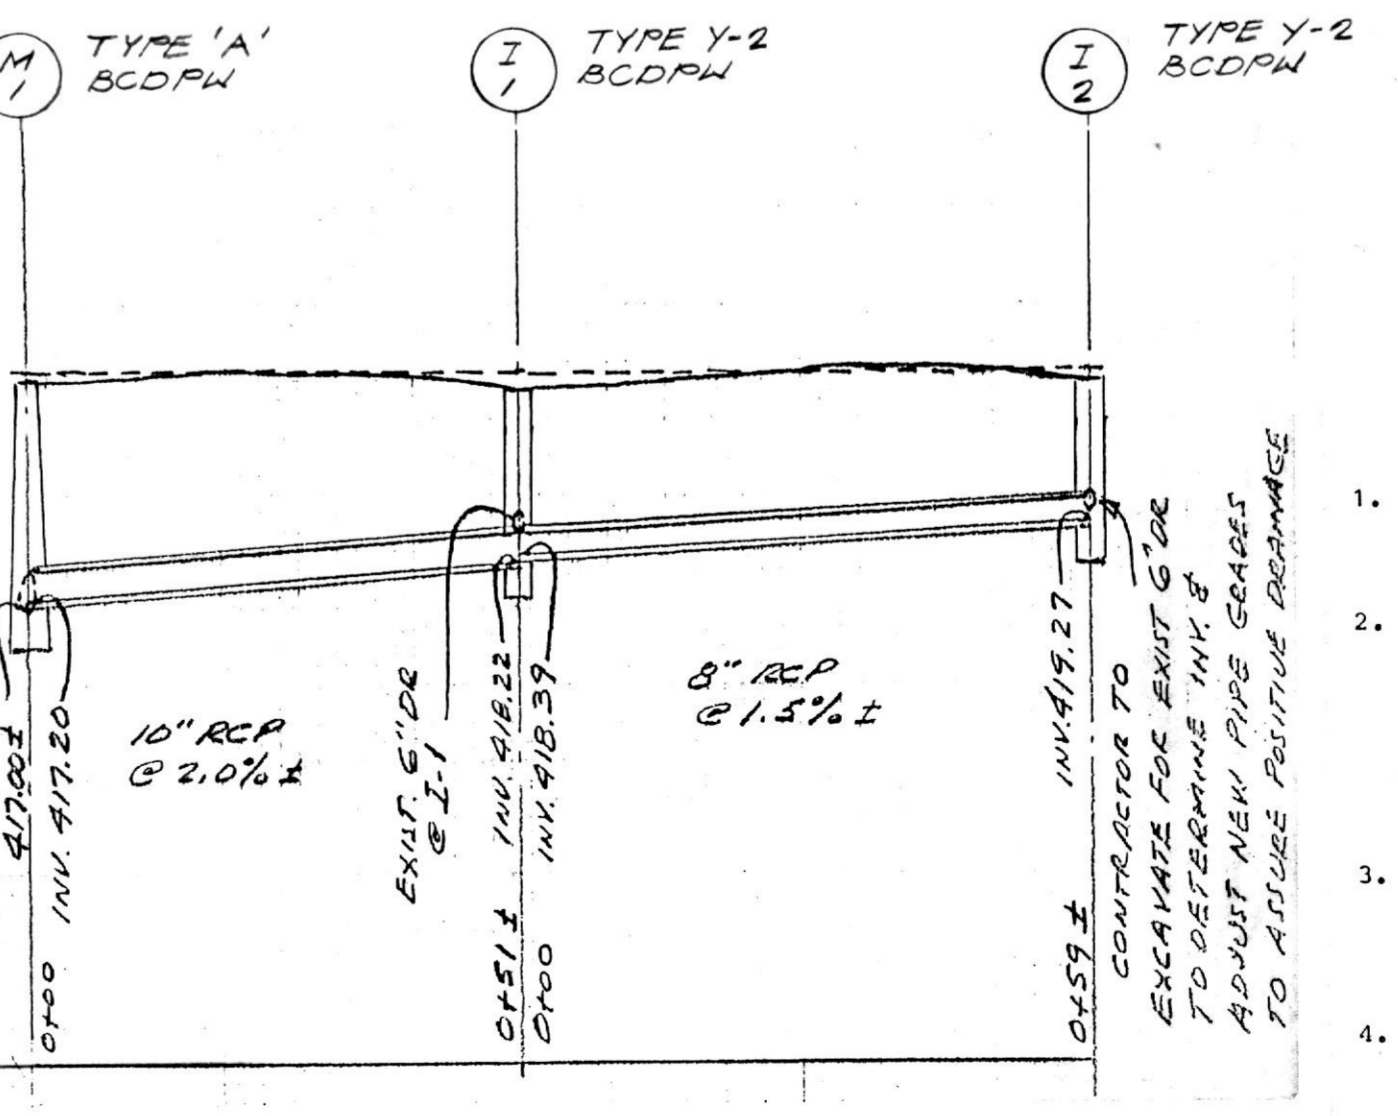 M
1
TYPE 'A'
BCDPW
I
1
TYPE Y-2
BCDPW
I
2
TYPE Y-2
BCDPW
10" RCP
@ 2.0% ±
8" RCP
@ 1.5% ±
417.00±
INV. 417.20
0+00
EXIST. 6" DR
@ I-1
INV. 418.22
INV. 418.39
0+51 ±
0+00
INV. 419.27
0+59 ±
CONTRACTOR TO
EXCAVATE FOR EXIST 6" DR
TO DETERMINE INV. &
ADJUST NEW PIPE GRADES
TO ASSURE POSITIVE DRAINAGE
1.
2.
3.
4.